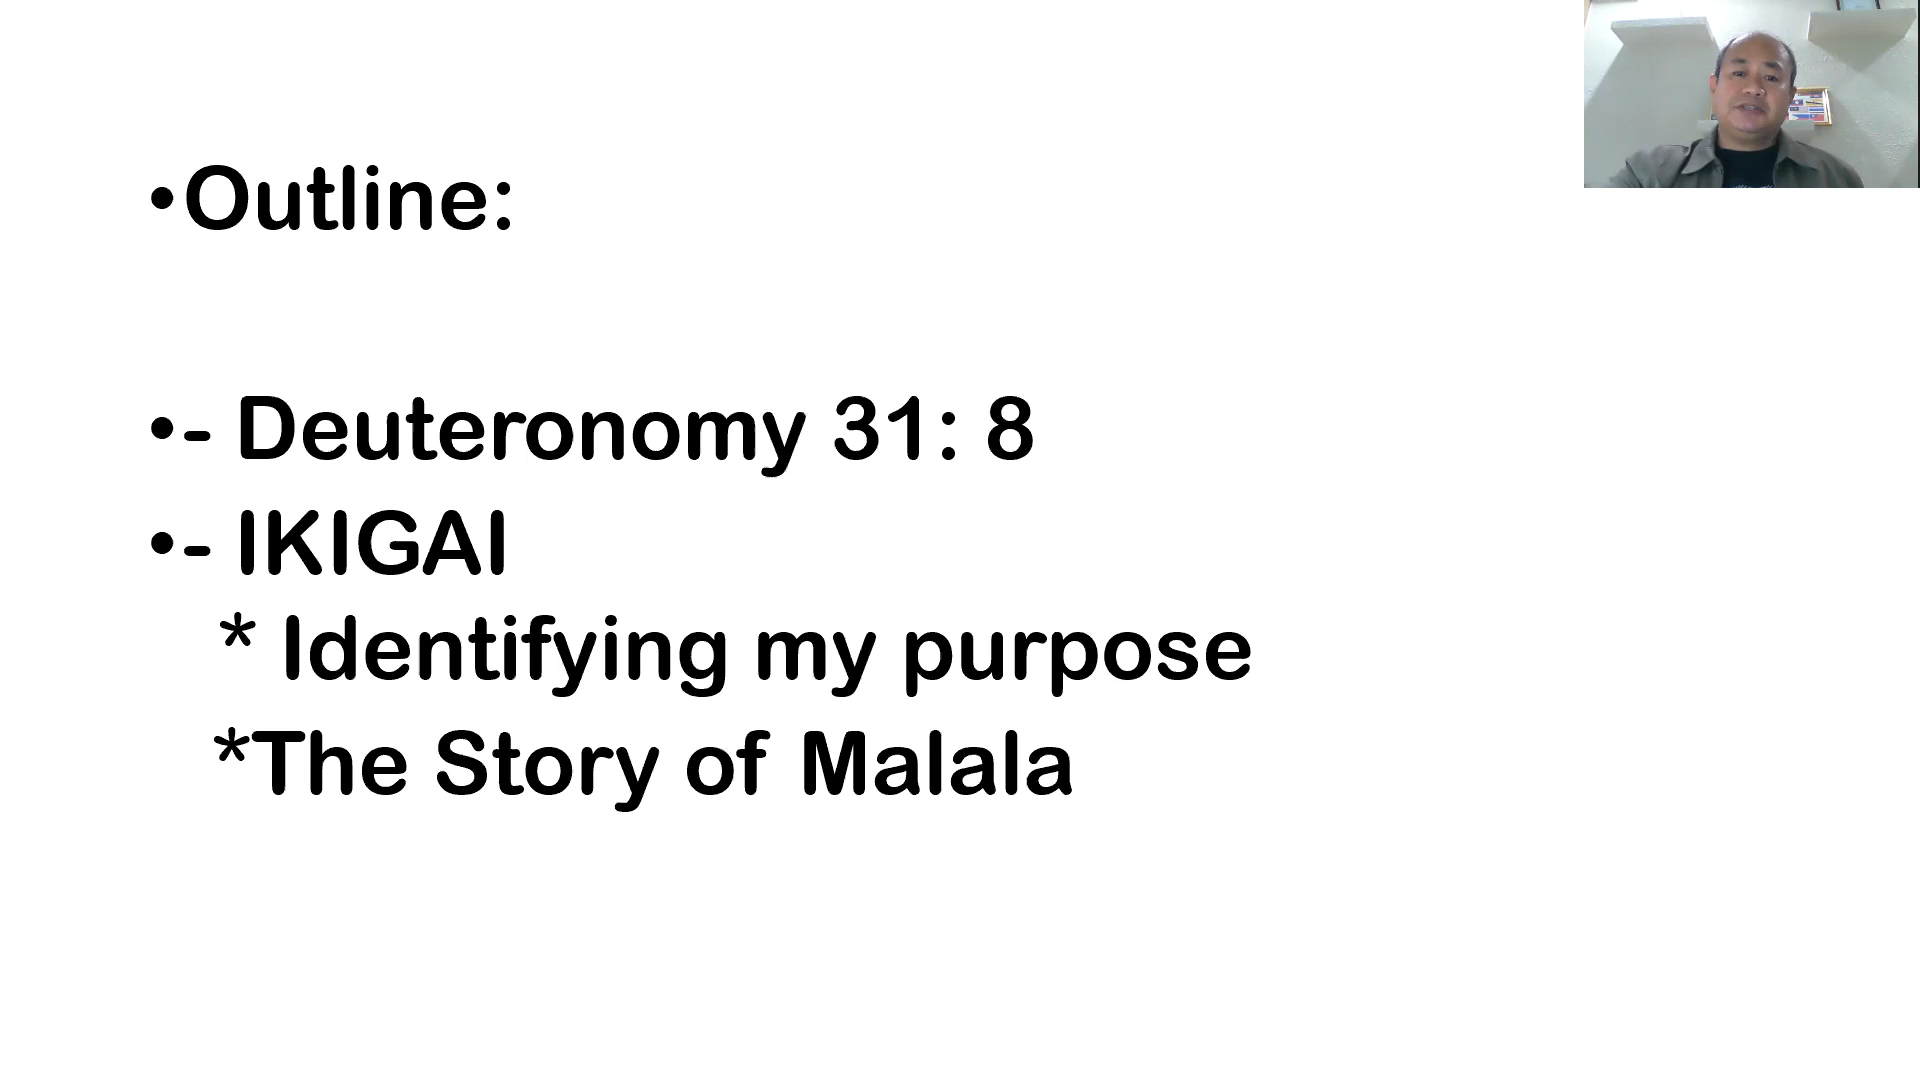 •Outline:
•- Deuteronomy 31: 8
•- IKIGAI
* Identifying my purpose
*The Story of Malala